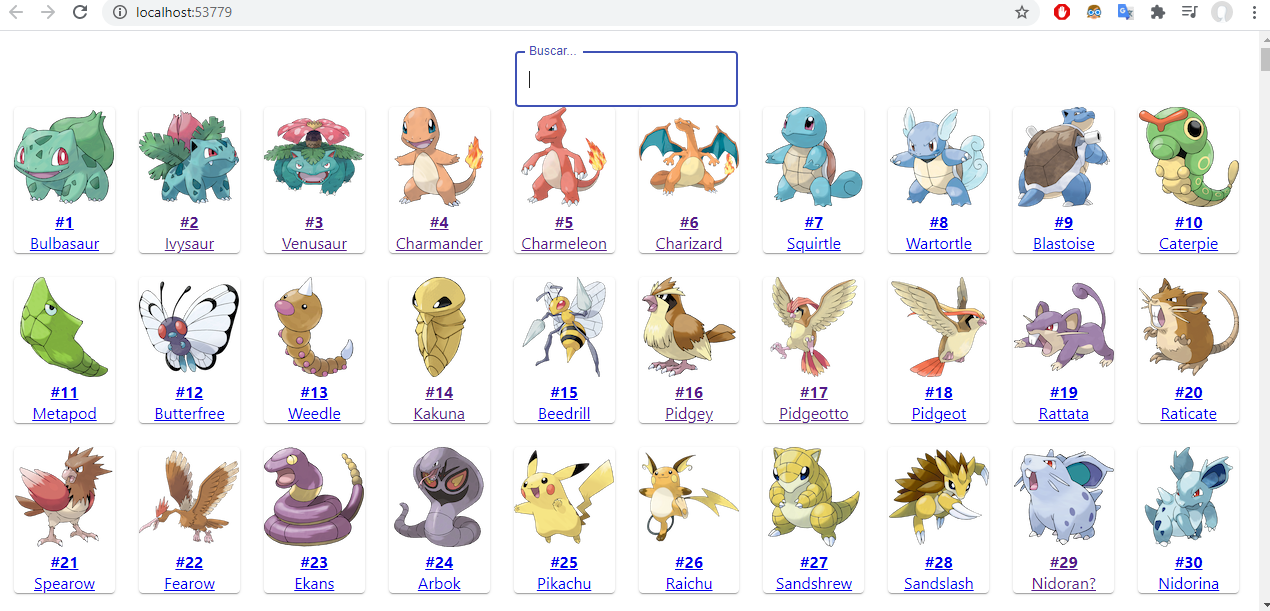 localhost:53779
Buscar...
#1 #2 #3 #4 #5 #6 #7 #8 #9 #10
Bulbasaur Ivysaur Venusaur Charmander Charmeleon Charizard Squirtle Wartortle Blastoise Caterpie
#11 #12 #13 #14 #15 #16 #17 #18 #19 #20
Metapod Butterfree Weedle Kakuna Beedrill Pidgey Pidgeotto Pidgeot Rattata Raticate
#21 #22 #23 #24 #25 #26 #27 #28 #29 #30
Spearow Fearow Ekans Arbok Pikachu Raichu Sandshrew Sandslash Nidoran? Nidorina